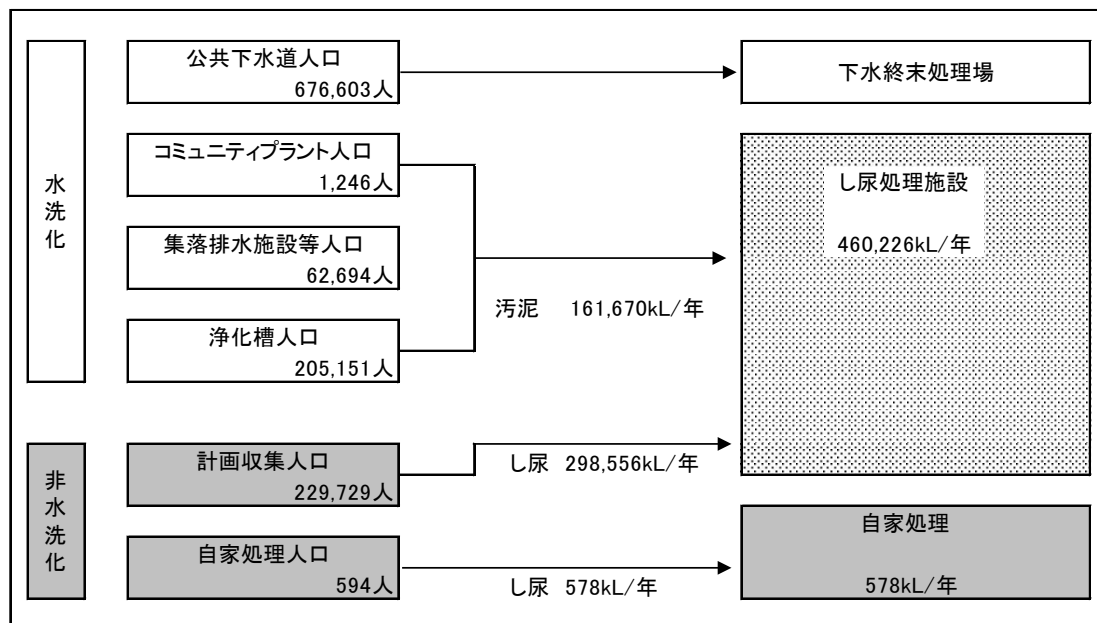 水洗化
公共下水道人口
676,603人
下水終末処理場
コミュニティプラント人口
1,246人
集落排水施設等人口
62,694人
浄化槽人口
205,151人
汚泥 161,670kL/年
し尿処理施設
460,226kL/年
非水洗化
計画収集人口
229,729人
し尿 298,556kL/年
自家処理人口
594人
し尿 578kL/年
自家処理
578kL/年